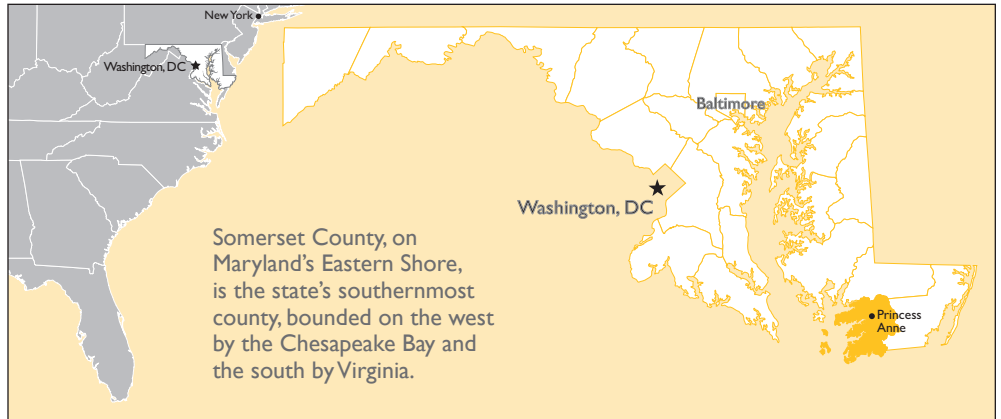 New York
Washington, DC
Baltimore
Washington, DC
Somerset County, on
Maryland's Eastern Shore,
is the state's southernmost
county, bounded on the west
by the Chesapeake Bay and
the south by Virginia.
Princess
Anne